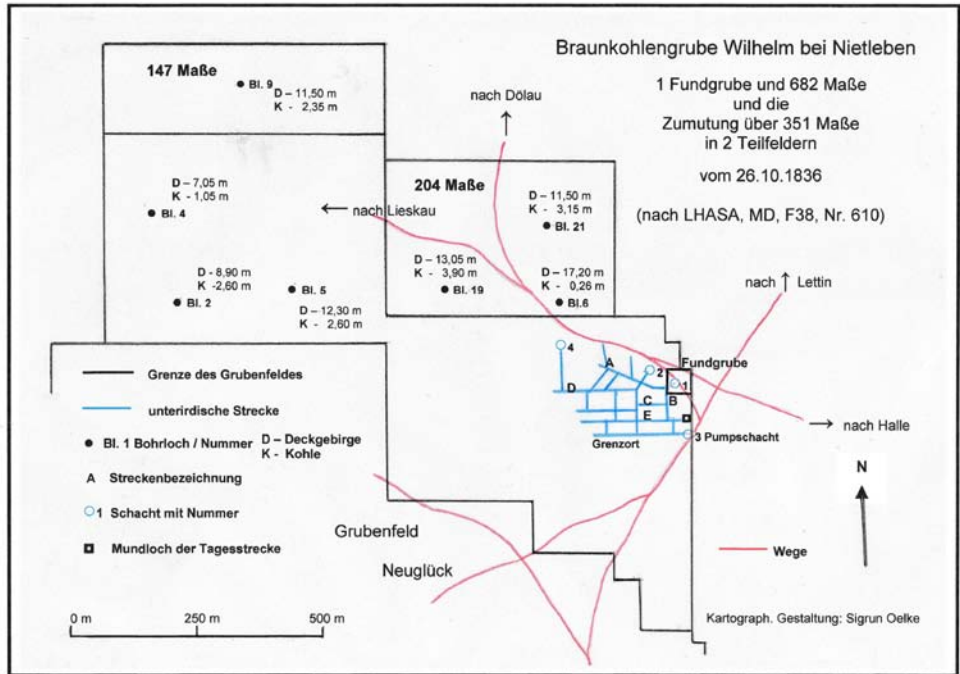 Braunkohlengrube Wilhelm bei Nietleben
1 Fundgrube und 682 Maße
und die
Zumutung über 351 Maße
in 2 Teilfeldern
vom 26.10.1836
(nach LHASA, MD, F38, Nr. 610)
147 Maße
Bl. 9
D – 11,50 m
K - 2,35 m
nach Dölau
D – 7,05 m
K - 1,05 m
Bl. 4
204 Maße
D – 11,50 m
K - 3,15 m
Bl. 21
nach Lieskau
D – 8,90 m
K -2,60 m
Bl. 2
Bl. 5
D – 12,30 m
K - 2,60 m
D – 13,05 m
K - 3,90 m
Bl. 19
D – 17,20 m
K - 0,26 m
Bl.6
nach Lettin
4
A
2
Fundgrube
1
D
C
B
E
Grenzort
3 Pumpschacht
nach Halle
Grenze des Grubenfeldes
unterirdische Strecke
Bl. 1 Bohrloch / Nummer
D – Deckgebirge
K - Kohle
A Streckenbezeichnung
1 Schacht mit Nummer
Mundloch der Tagesstrecke
Grubenfeld
Neuglück
N
Wege
0 m 250 m 500 m
Kartograph. Gestaltung: Sigrun Oelke